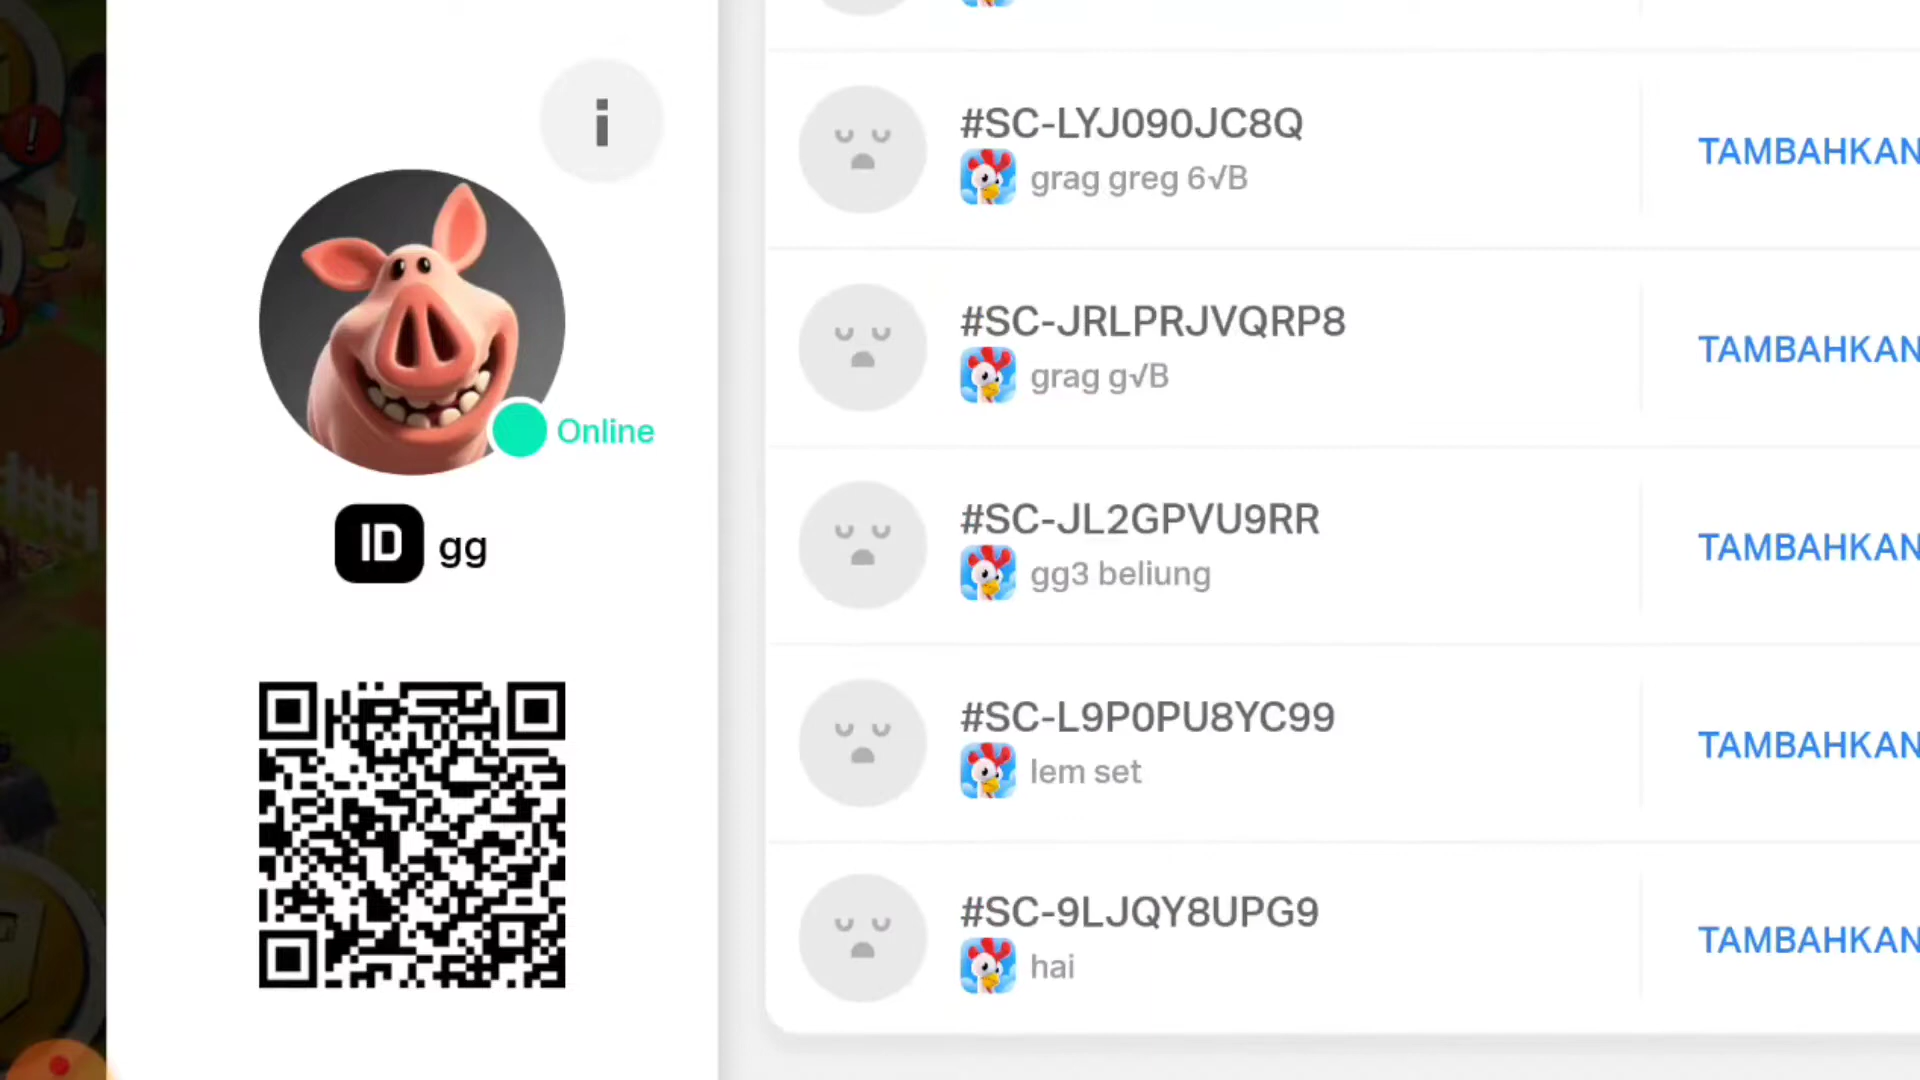 i
Online
ID gg
#SC-LYJ090JC8Q
grag greg 6√B
TAMBAHKAN
#SC-JRLPRJVQRP8
grag g√B
TAMBAHKAN
#SC-JL2GPVU9RR
gg3 beliung
TAMBAHKAN
#SC-L9P0PU8YC99
lem set
TAMBAHKAN
#SC-9LJQY8UPG9
hai
TAMBAHKAN